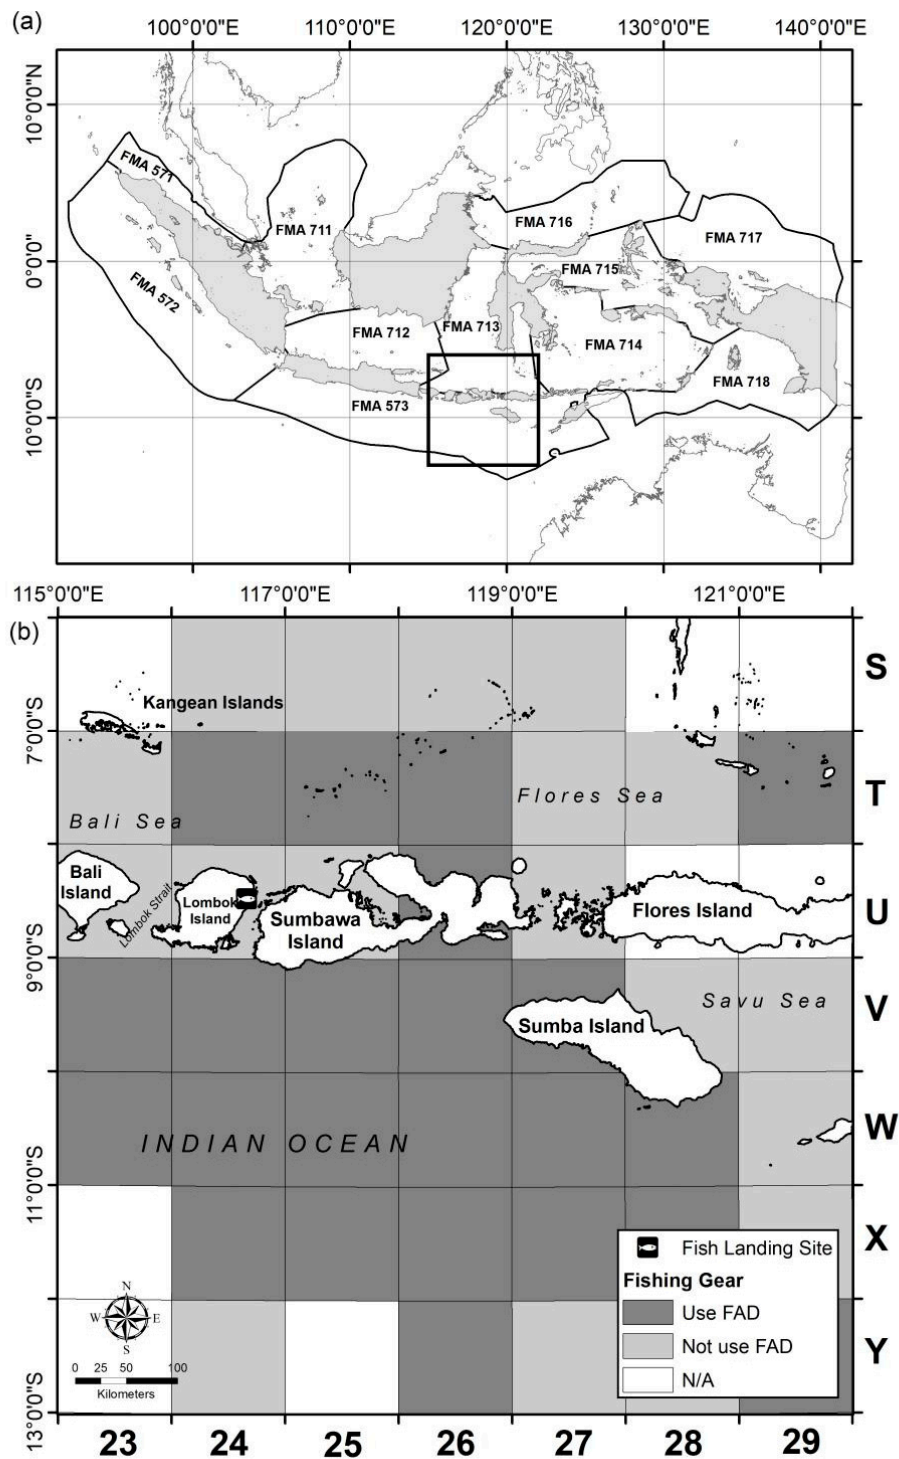 (a)
100°0'0"E 110°0'0"E 120°0'0"E 130°0'0"E 140°0'0"E
10°0'0"N
0°0'0"
10°0'0"S
FMA 571
FMA 572
FMA 711
FMA 716
FMA 717
FMA 715
FMA 712
FMA 713
FMA 714
FMA 718
FMA 573
115°0'0"E 117°0'0"E 119°0'0"E 121°0'0"E
(b)
S
Kangean Islands
7°0'0"S
Flores Sea
T
Bali Sea
Bali
Island
Lombok Strait
Lombok
Island
Sumbawa
Island
Flores Island
U
9°0'0"S
Savu Sea
V
Sumba Island
INDIAN OCEAN
W
11°0'0"S
X
Fish Landing Site
Fishing Gear
Use FAD
Not use FAD
N/A
N
W E
S
0 25 50 100
Kilometers
Y
13°0'0"S
23 24 25 26 27 28 29